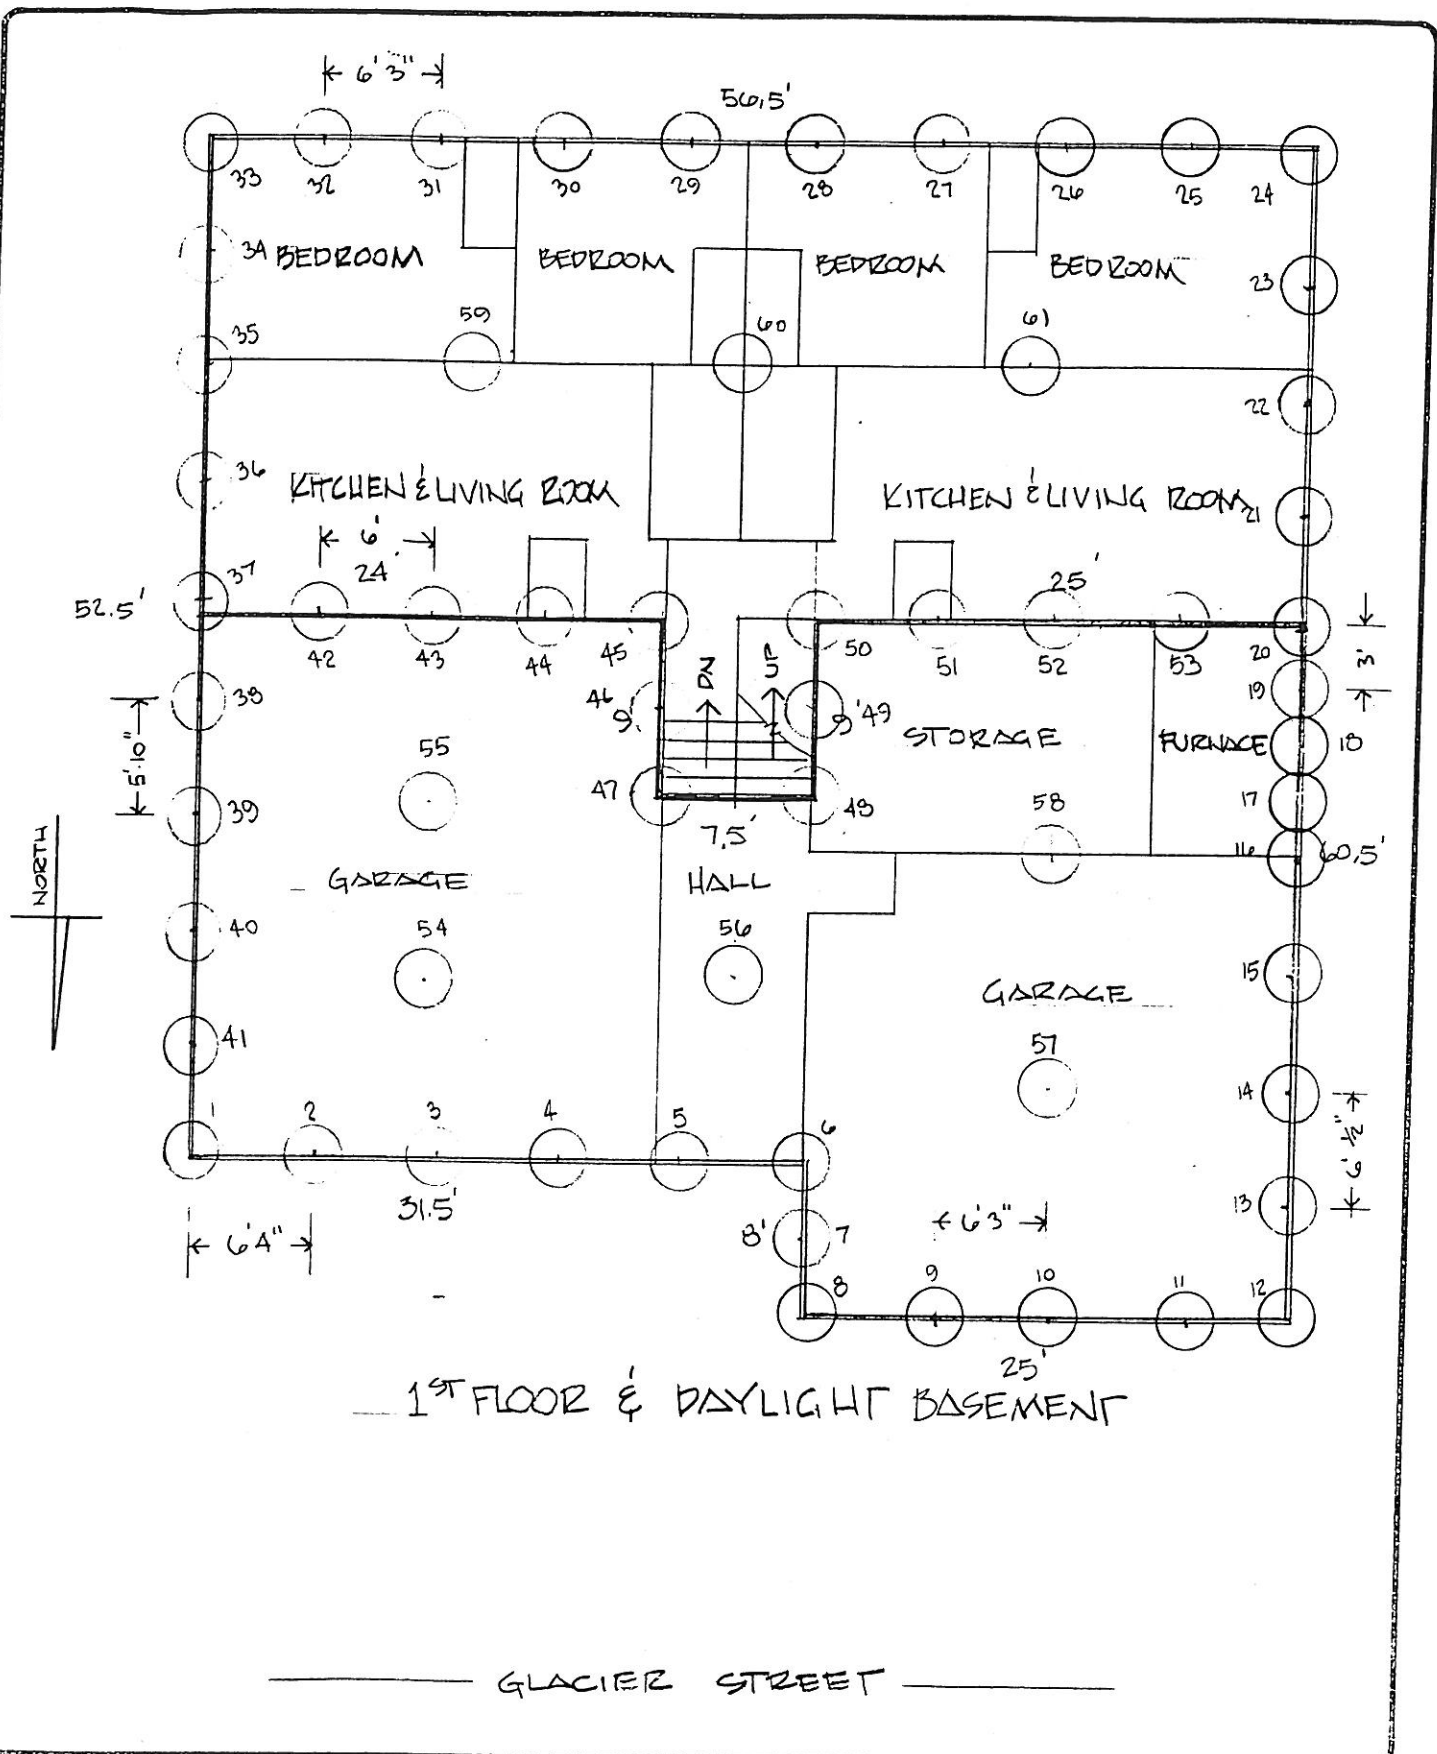 6'3"
56.5'
33 32 31 30 29 28 27 26 25 24
34 BEDROOM BEDROOM BEDROOM BEDROOM
23
35 59 60 61
22
36 KITCHEN & LIVING ROOM KITCHEN & LIVING ROOM 21
6'
24'
25'
37
52.5'
42 43 44 45 50 51 52 53 20
3'
DN UP
38 46 9' 9' 49 19
STORAGE FURNACE 18
55
5'10"
39 47 48 58 17
7.5'
NORTH
16 60.5'
GARAGE HALL
40 54 56
15
GARAGE
41 57 14
6'½"
1 2 3 4 5 6
13
31.5'
6'4" 8' 7 6'3"
8 9 10 11 12
25'
1ST FLOOR & DAYLIGHT BASEMENT
GLACIER STREET